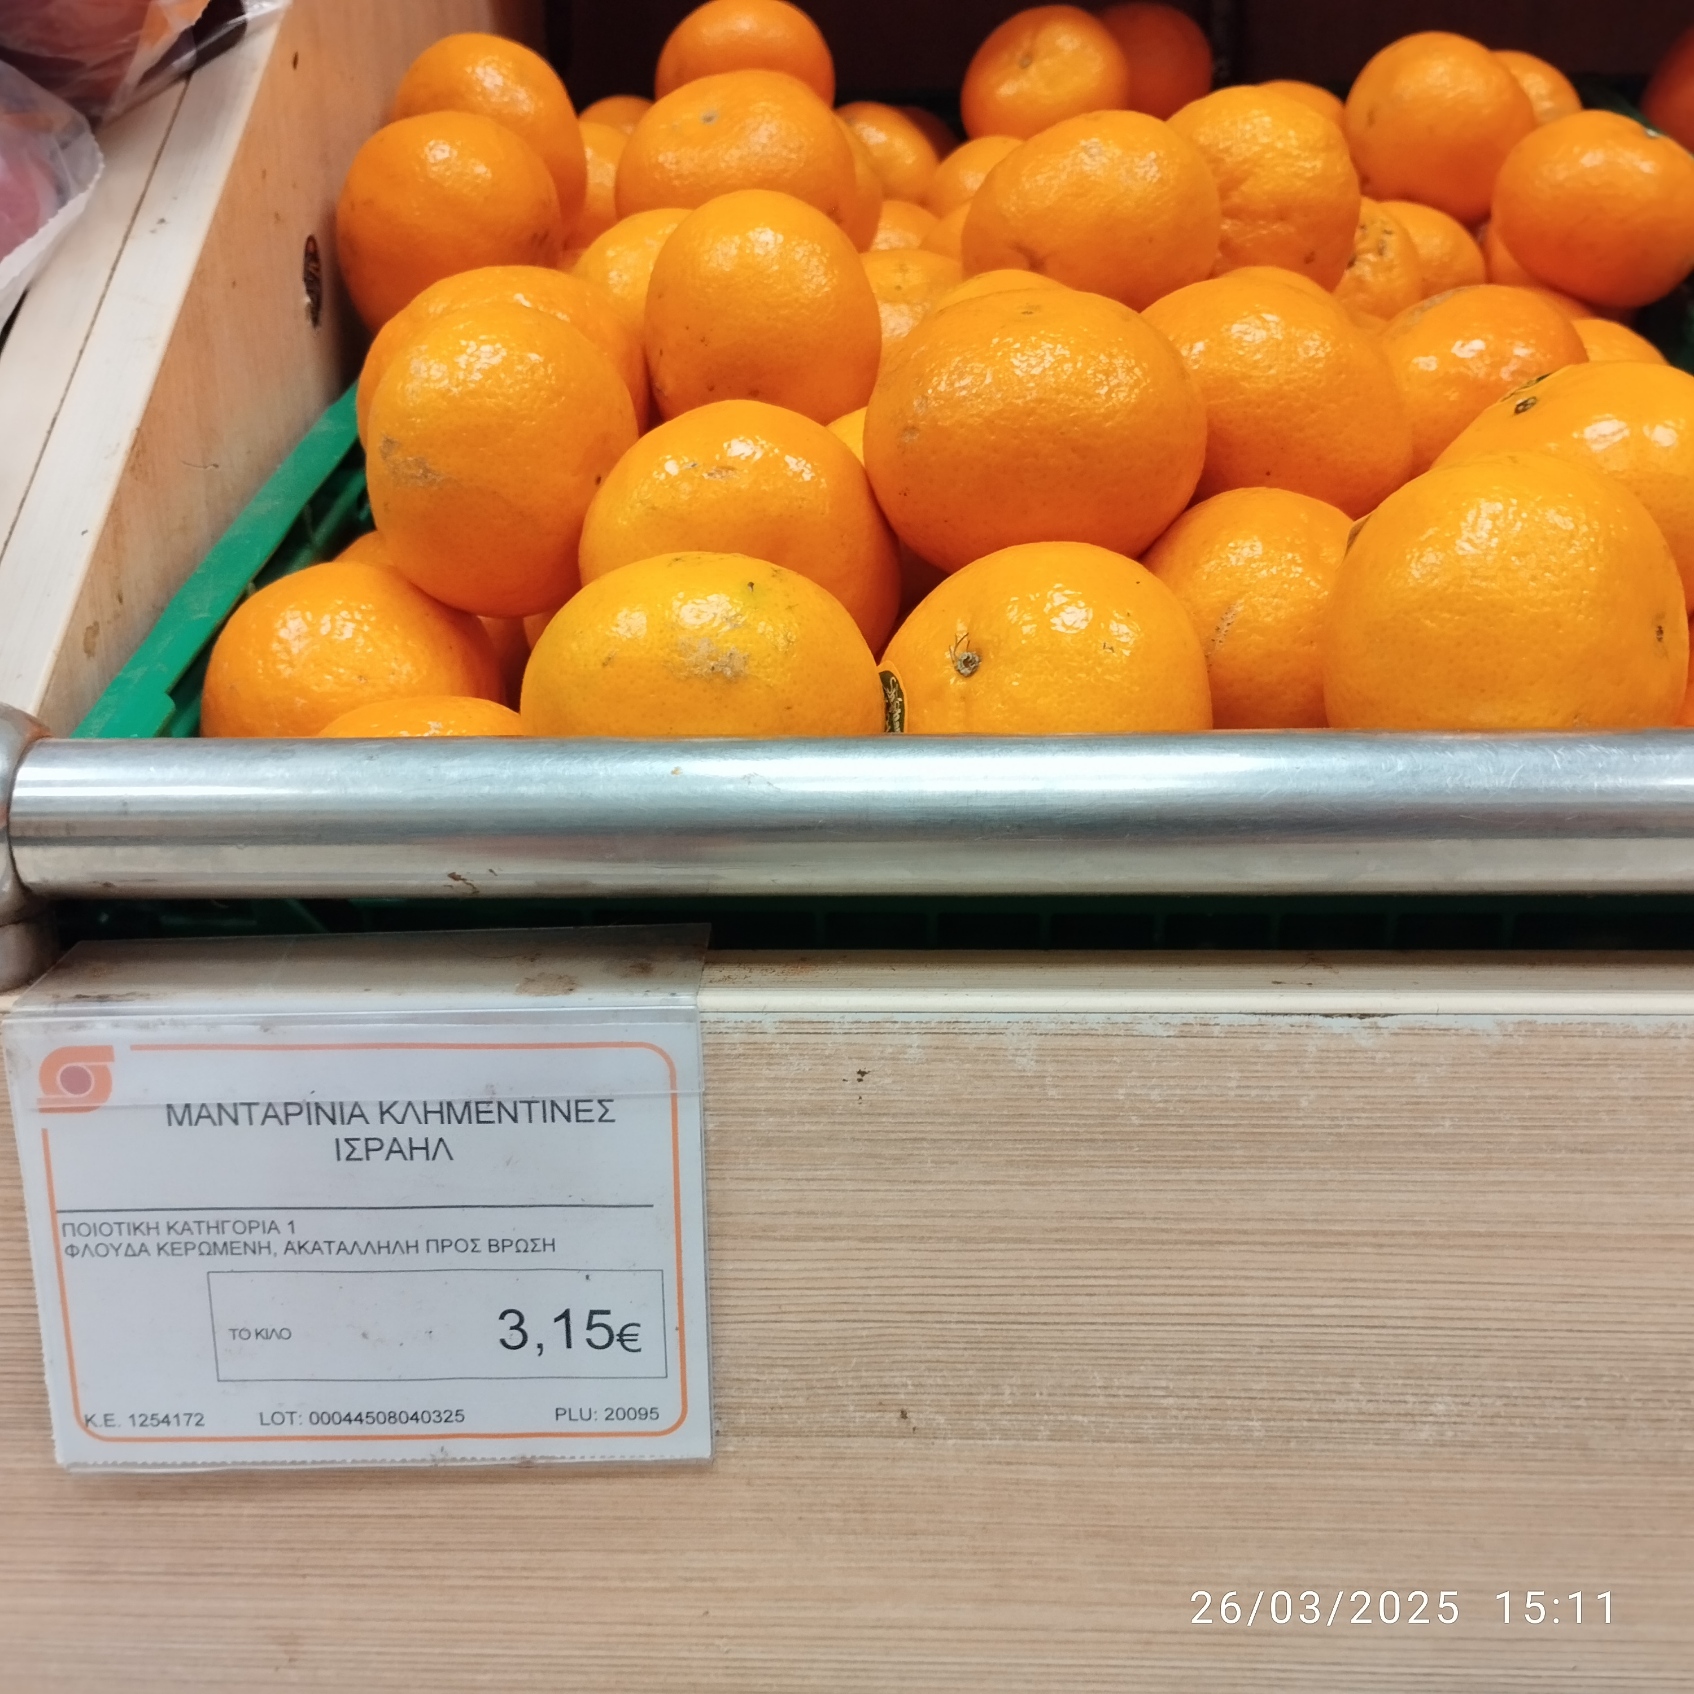 ΜΑΝΤΑΡΙΝΙΑ ΚΛΗΜΕΝΤΙΝΕΣ
ΙΣΡΑΗΛ
ΠΟΙΟΤΙΚΗ ΚΑΤΗΓΟΡΙΑ 1
ΦΛΟΥΔΑ ΚΕΡΩΜΕΝΗ, ΑΚΑΤΑΛΛΗΛΗ ΠΡΟΣ ΒΡΩΣΗ
ΤΟ ΚΙΛΟ 3,15€
Κ.Ε. 1254172 LOT: 00044508040325 PLU: 20095
26/03/2025 15:11